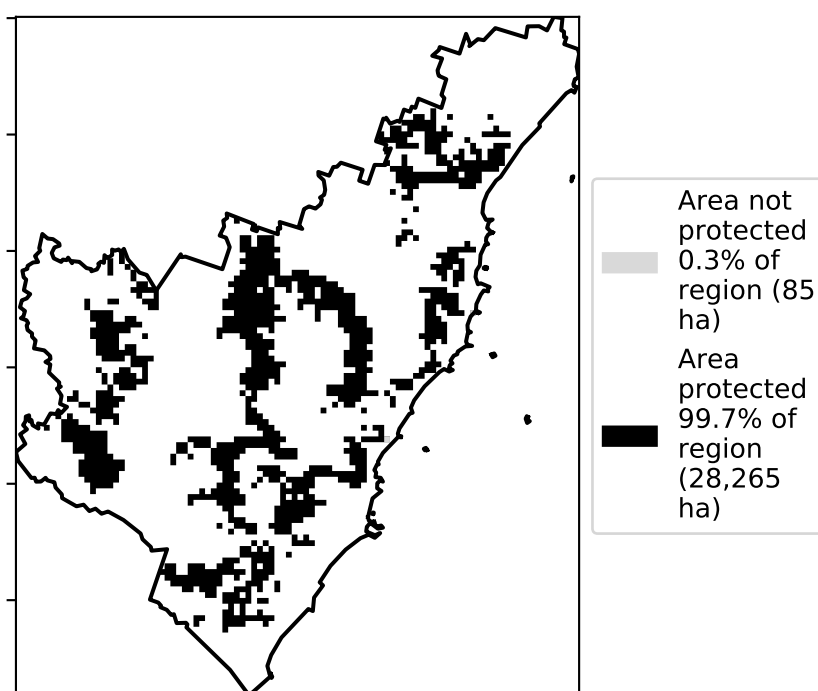 Area not
protected
0.3% of
region (85
ha)
Area
protected
99.7% of
region
(28,265
ha)